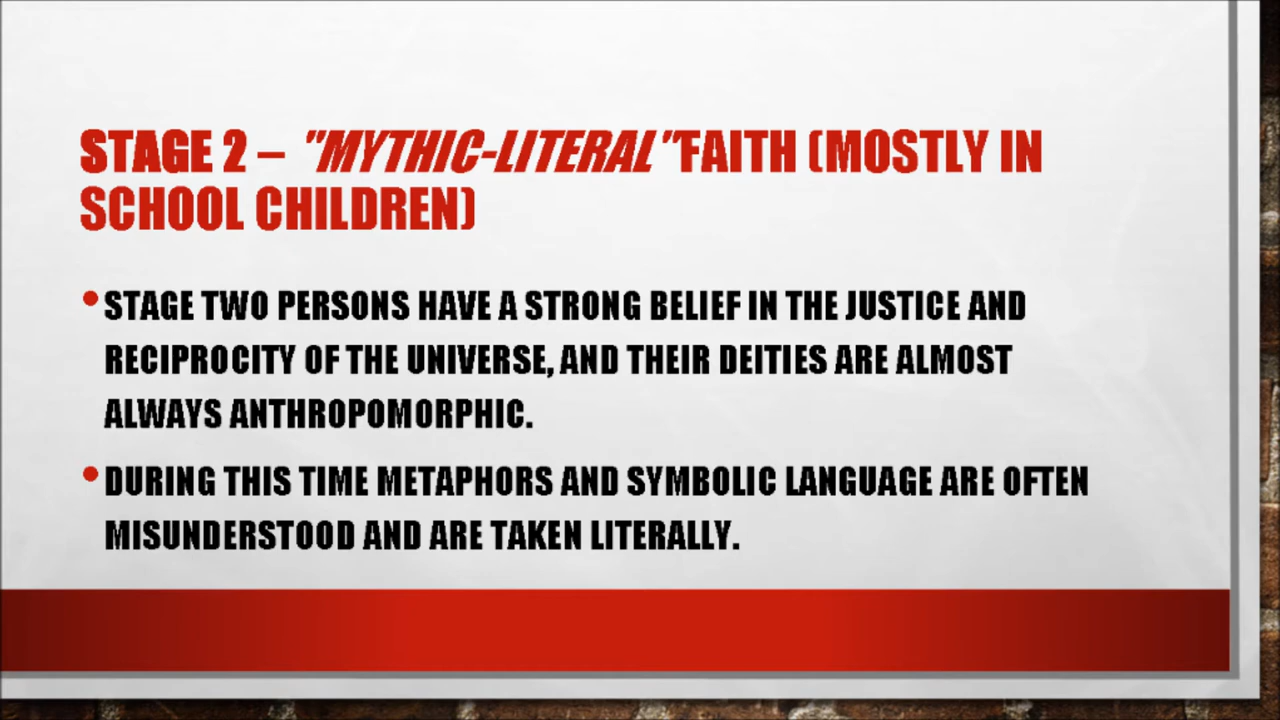 STAGE 2 – "MYTHIC-LITERAL"FAITH (MOSTLY IN
SCHOOL CHILDREN)
•STAGE TWO PERSONS HAVE A STRONG BELIEF IN THE JUSTICE AND
RECIPROCITY OF THE UNIVERSE, AND THEIR DEITIES ARE ALMOST
ALWAYS ANTHROPOMORPHIC.
•DURING THIS TIME METAPHORS AND SYMBOLIC LANGUAGE ARE OFTEN
MISUNDERSTOOD AND ARE TAKEN LITERALLY.